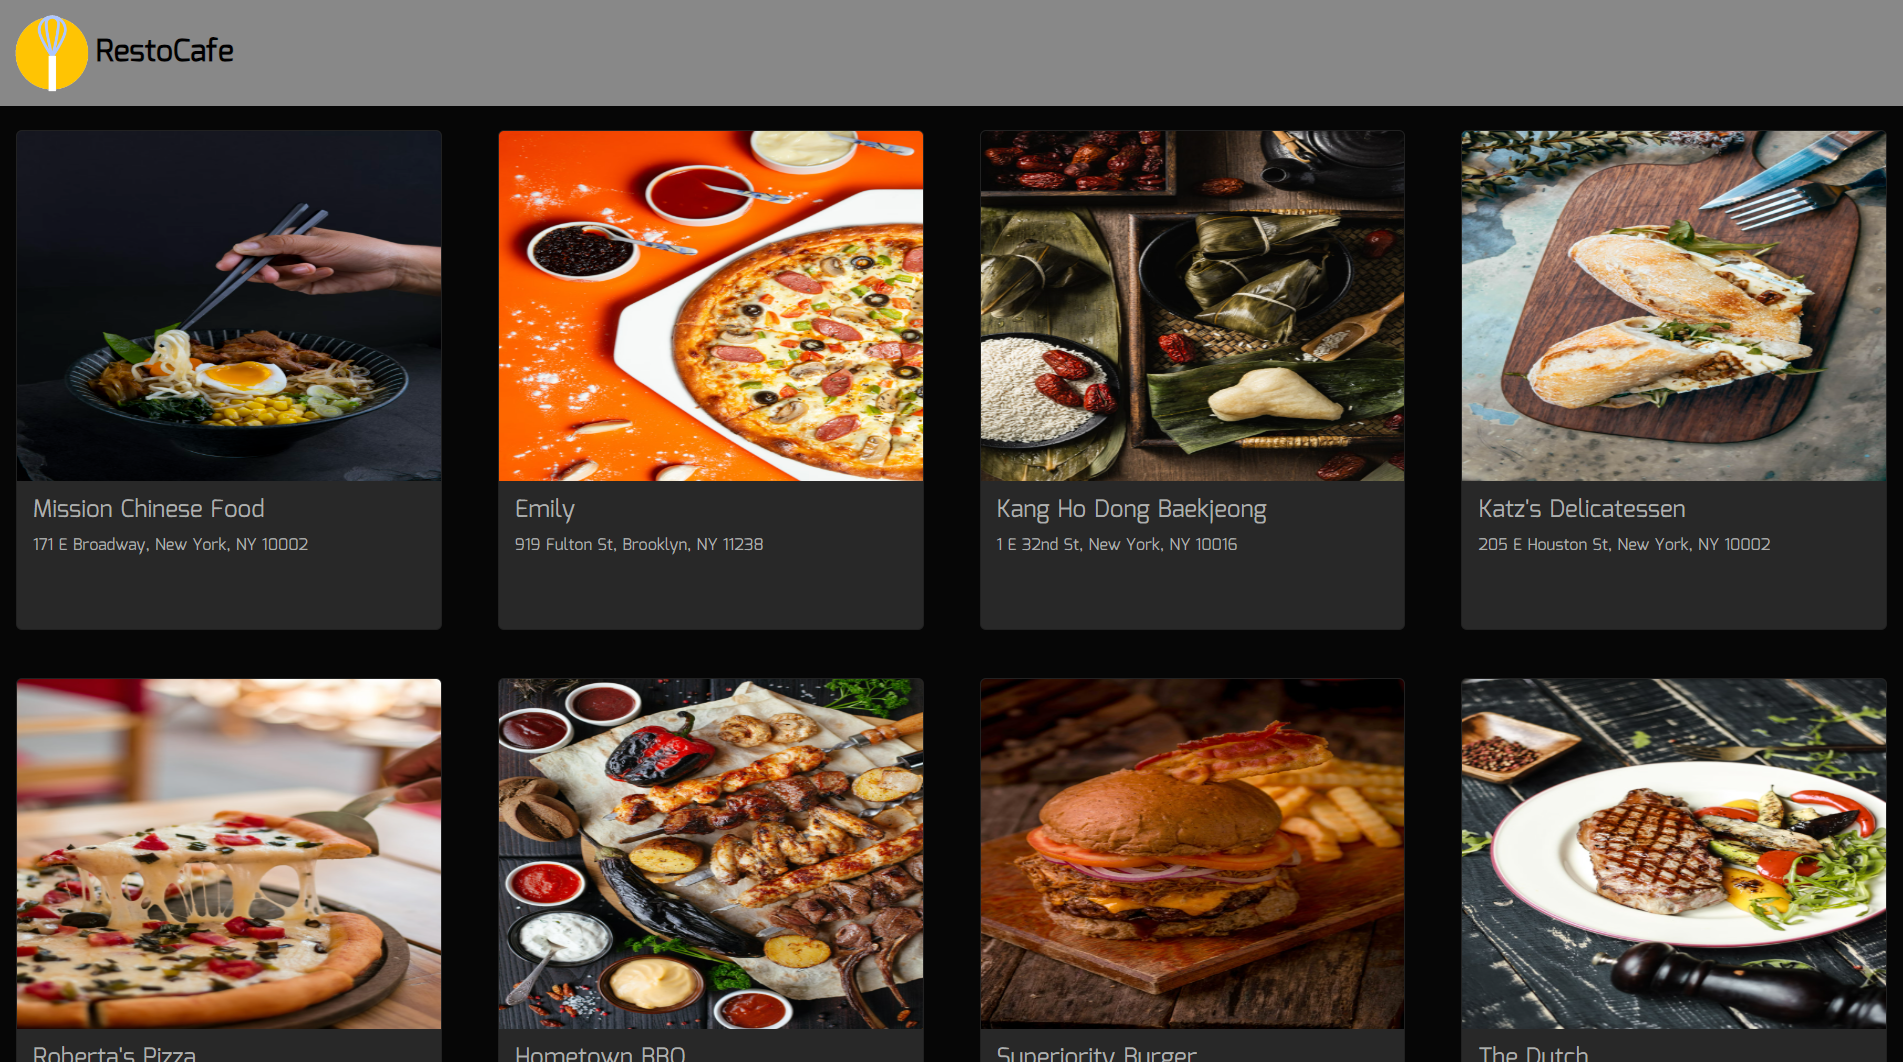 RestoCafe
Mission Chinese Food
171 E Broadway, New York, NY 10002
Emily
919 Fulton St, Brooklyn, NY 11238
Kang Ho Dong Baekjeong
1 E 32nd St, New York, NY 10016
Katz's Delicatessen
205 E Houston St, New York, NY 10002
Roberta's Pizza
Hometown BBQ
Superiority Burger
The Dutch